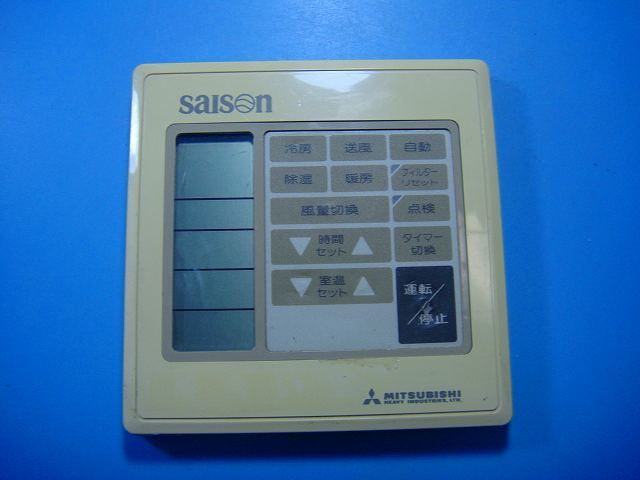 saison
冷房 送風 自動
除湿 暖房 フィルター
リセット
風量切換 点検
時間
セット
タイマー
切換
室温
セット
運転
停止
MITSUBISHI
HEAVY INDUSTRIES, LTD.